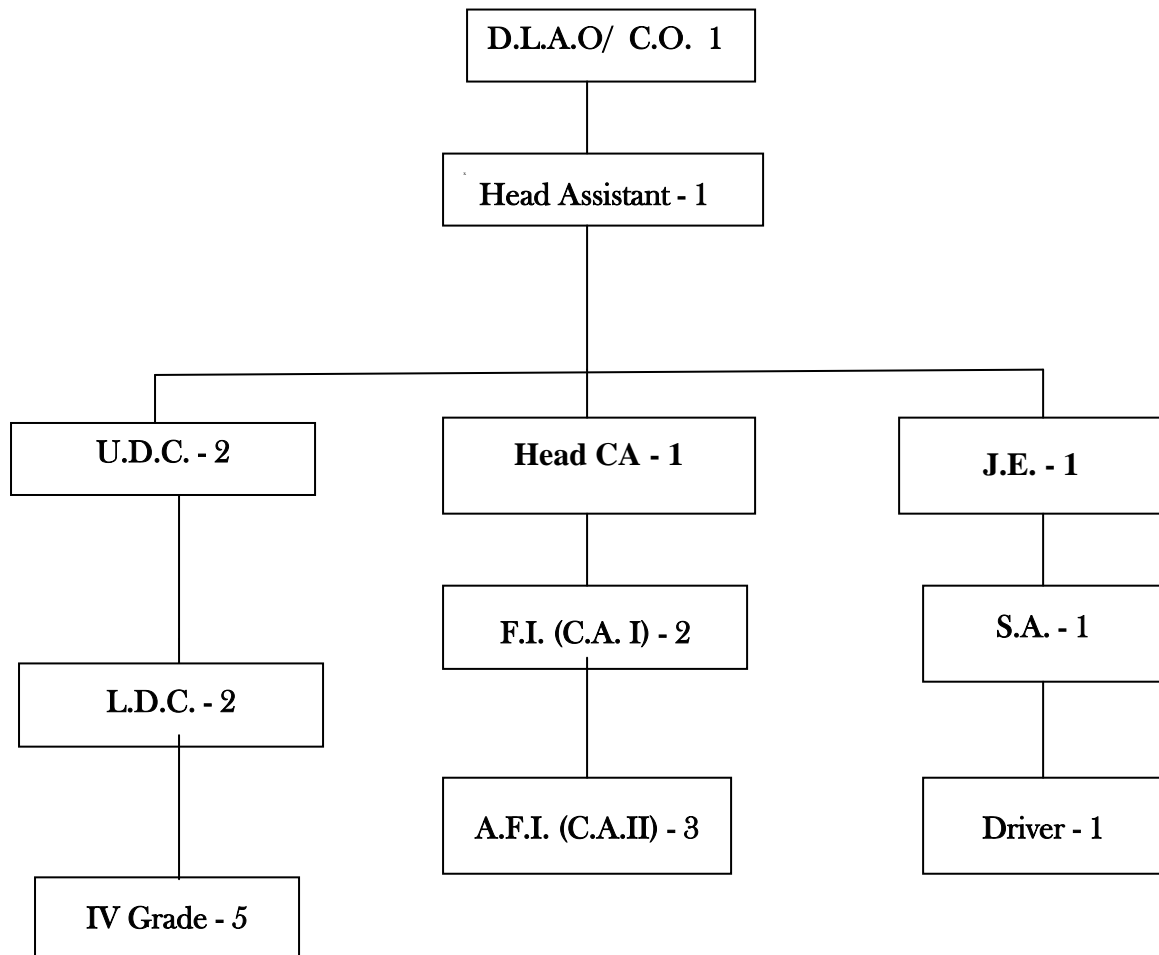 D.L.A.O/ C.O. 1
Head Assistant - 1
U.D.C. - 2
Head CA - 1
J.E. - 1
F.I. (C.A. I) - 2
S.A. - 1
L.D.C. - 2
A.F.I. (C.A.II) - 3
Driver - 1
IV Grade - 5